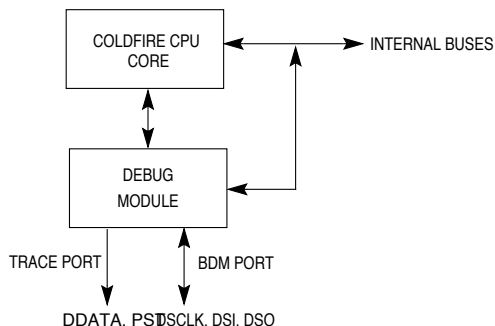 COLDFIRE CPU
CORE
INTERNAL BUSES
DEBUG
MODULE
TRACE PORT
BDM PORT
DDATA, PST
DSCLK, DSI, DSO